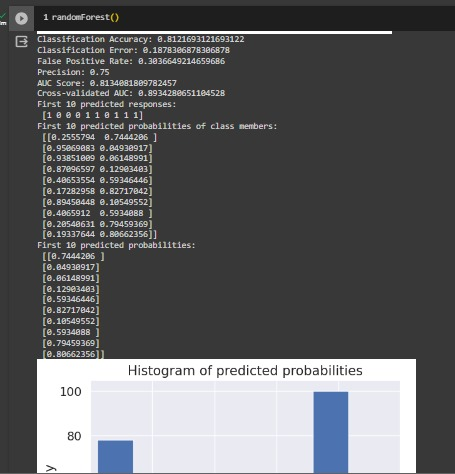 1 randomForest()
Classification Accuracy: 0.8121693121693122
Classification Error: 0.1878306878306878
False Positive Rate: 0.3036649214659686
Precision: 0.75
AUC Score: 0.8134081809782457
Cross-validated AUC: 0.8934280651104528
First 10 predicted responses:
[1 0 0 0 1 1 0 1 1 1]
First 10 predicted probabilities of class members:
[[0.2555794 0.7444206 ]
[0.95069083 0.04930917]
[0.93851009 0.06148991]
[0.87096597 0.12903403]
[0.40653554 0.59346446]
[0.17282958 0.82717042]
[0.89450448 0.10549552]
[0.4065912 0.5934088 ]
[0.20540631 0.79459369]
[0.19337644 0.80662356]]
First 10 predicted probabilities:
[[0.7444206 ]
[0.04930917]
[0.06148991]
[0.12903403]
[0.59346446]
[0.82717042]
[0.10549552]
[0.5934088 ]
[0.79459369]
[0.80662356]]
Histogram of predicted probabilities
100
80
y